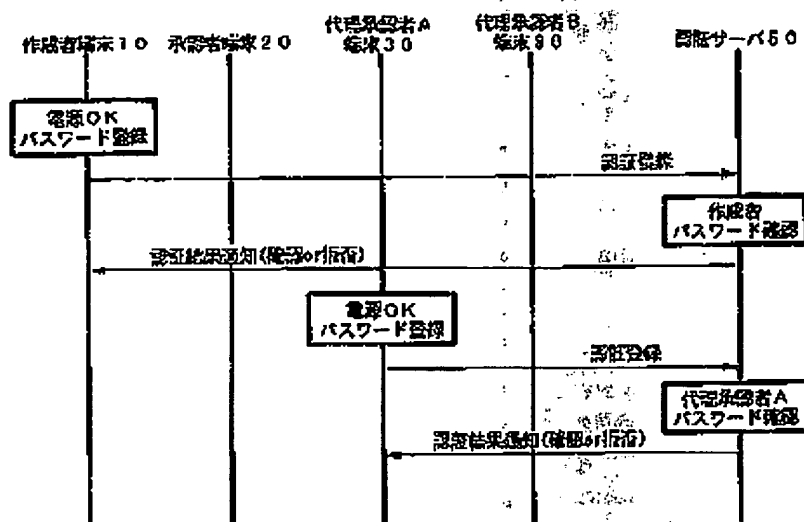 作成者端末10
承認者端末20
代理承認者A
端末30
代理承認者B
端末90
認証サーバ50
電源OK
パスワード登録
認証登録
作成者
パスワード確認
認証結果通知(確認or拒否)
電源OK
パスワード登録
認証登録
代理承認者A
パスワード確認
認証結果通知(確認or拒否)